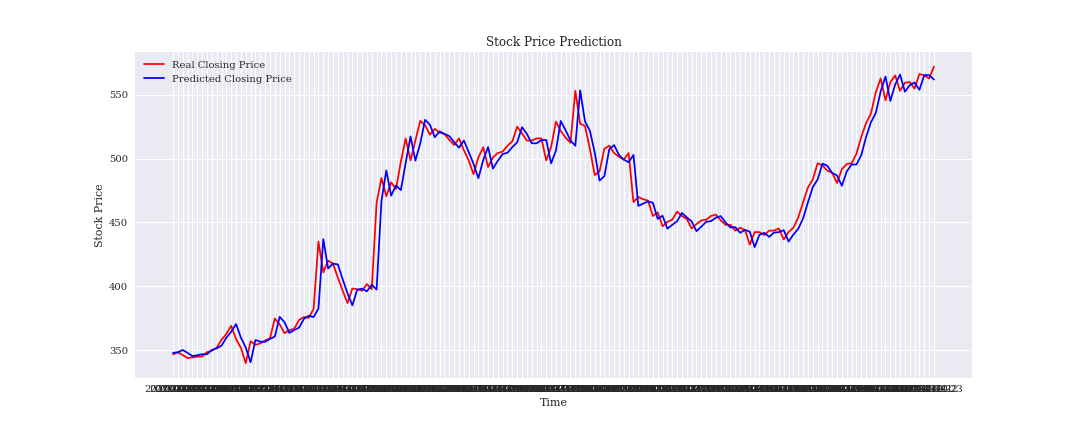 Stock Price Prediction
Real Closing Price
Predicted Closing Price
550
500
450
400
350
Stock Price
Time